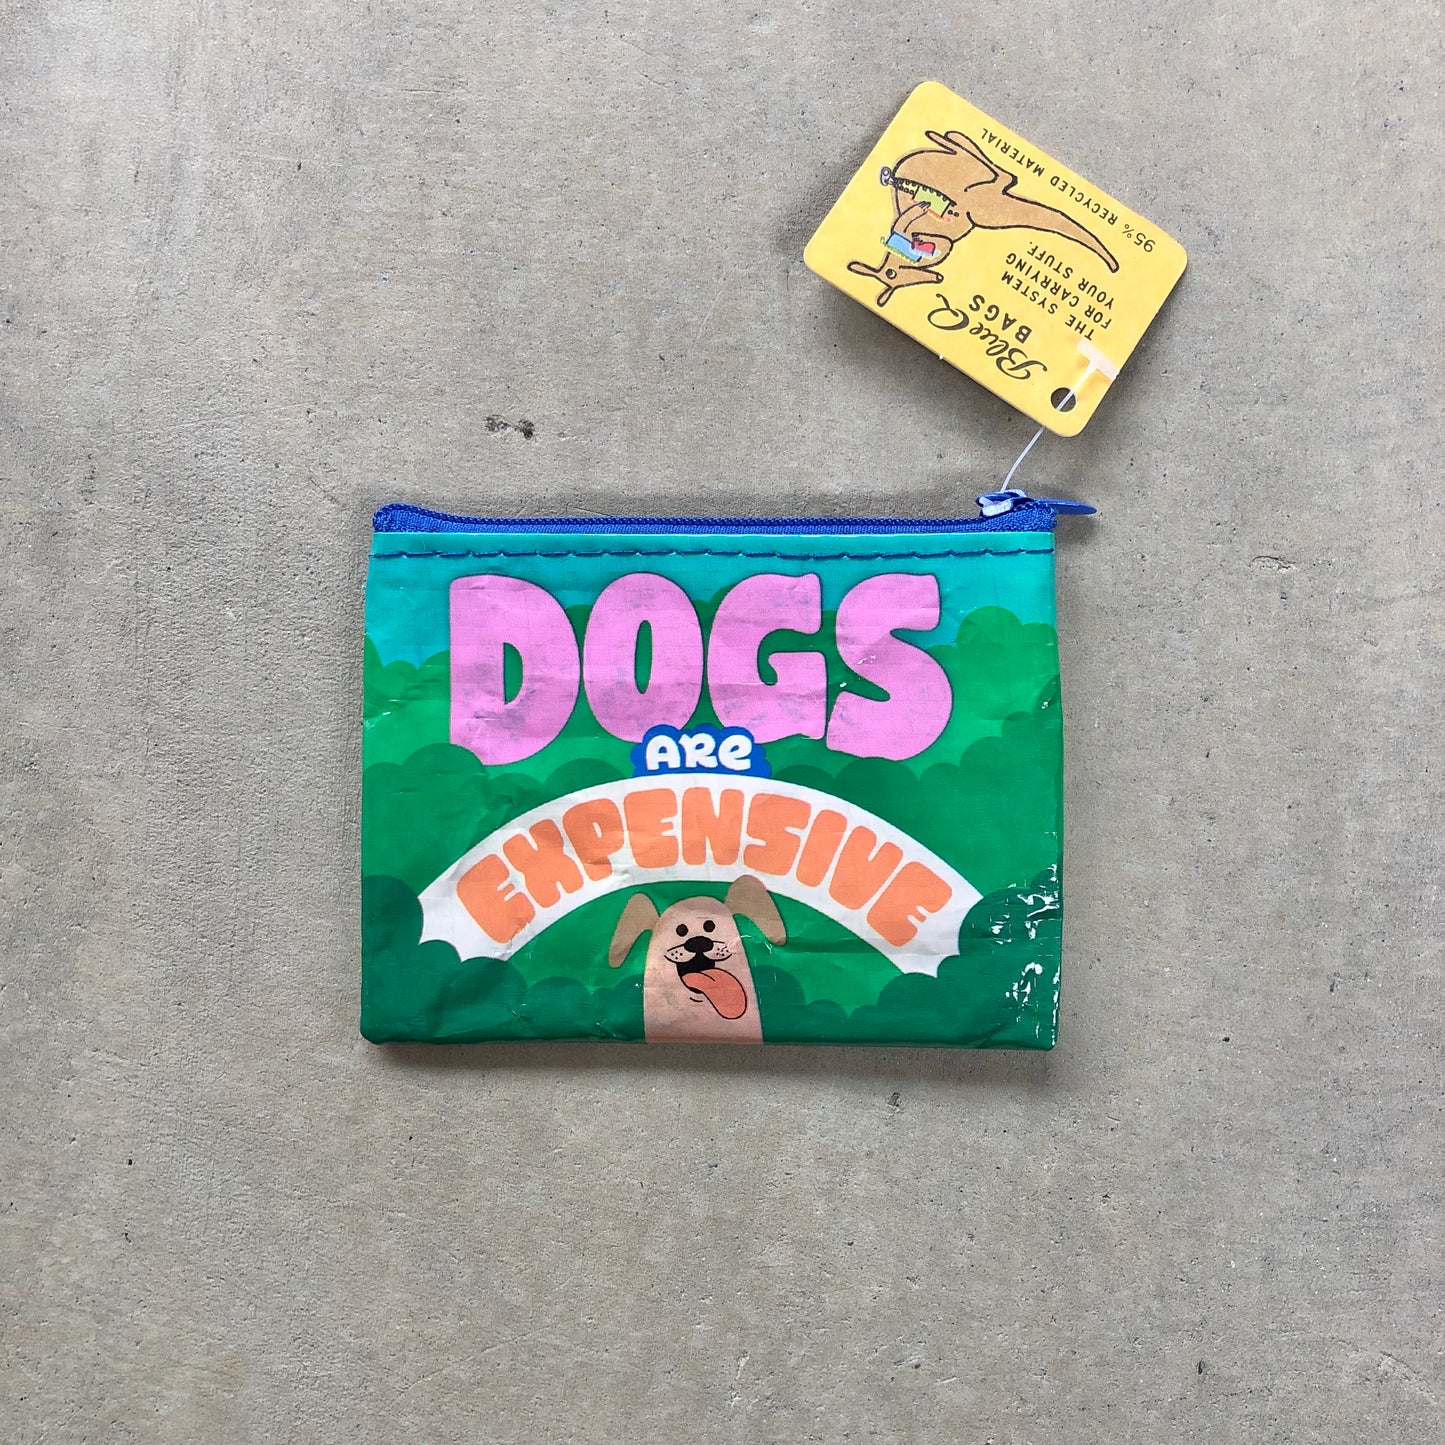 DOGS
ARe
EXPENSIVE
Blue Q
BAGS
THE SYSTEM
FOR CARRYING
YOUR STUFF.
95% RECYCLED MATERIAL